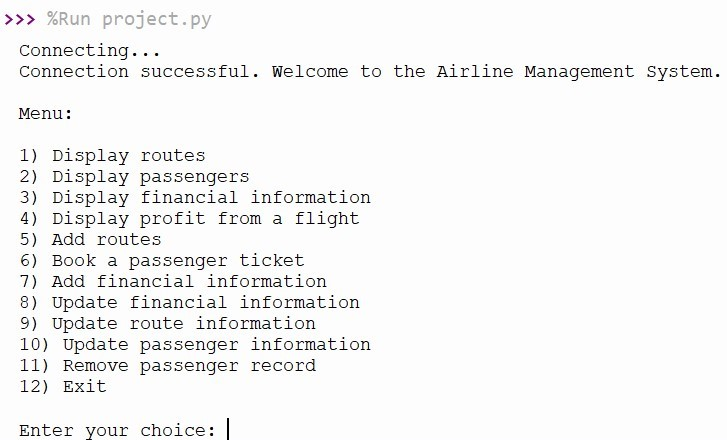 >>> %Run project.py
Connecting...
Connection successful. Welcome to the Airline Management System.
Menu:
1) Display routes
2) Display passengers
3) Display financial information
4) Display profit from a flight
5) Add routes
6) Book a passenger ticket
7) Add financial information
8) Update financial information
9) Update route information
10) Update passenger information
11) Remove passenger record
12) Exit
Enter your choice: